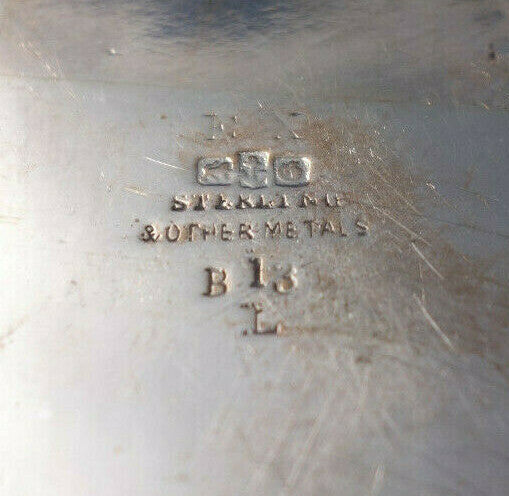 STERLING
& OTHER-METALS
B 13
L